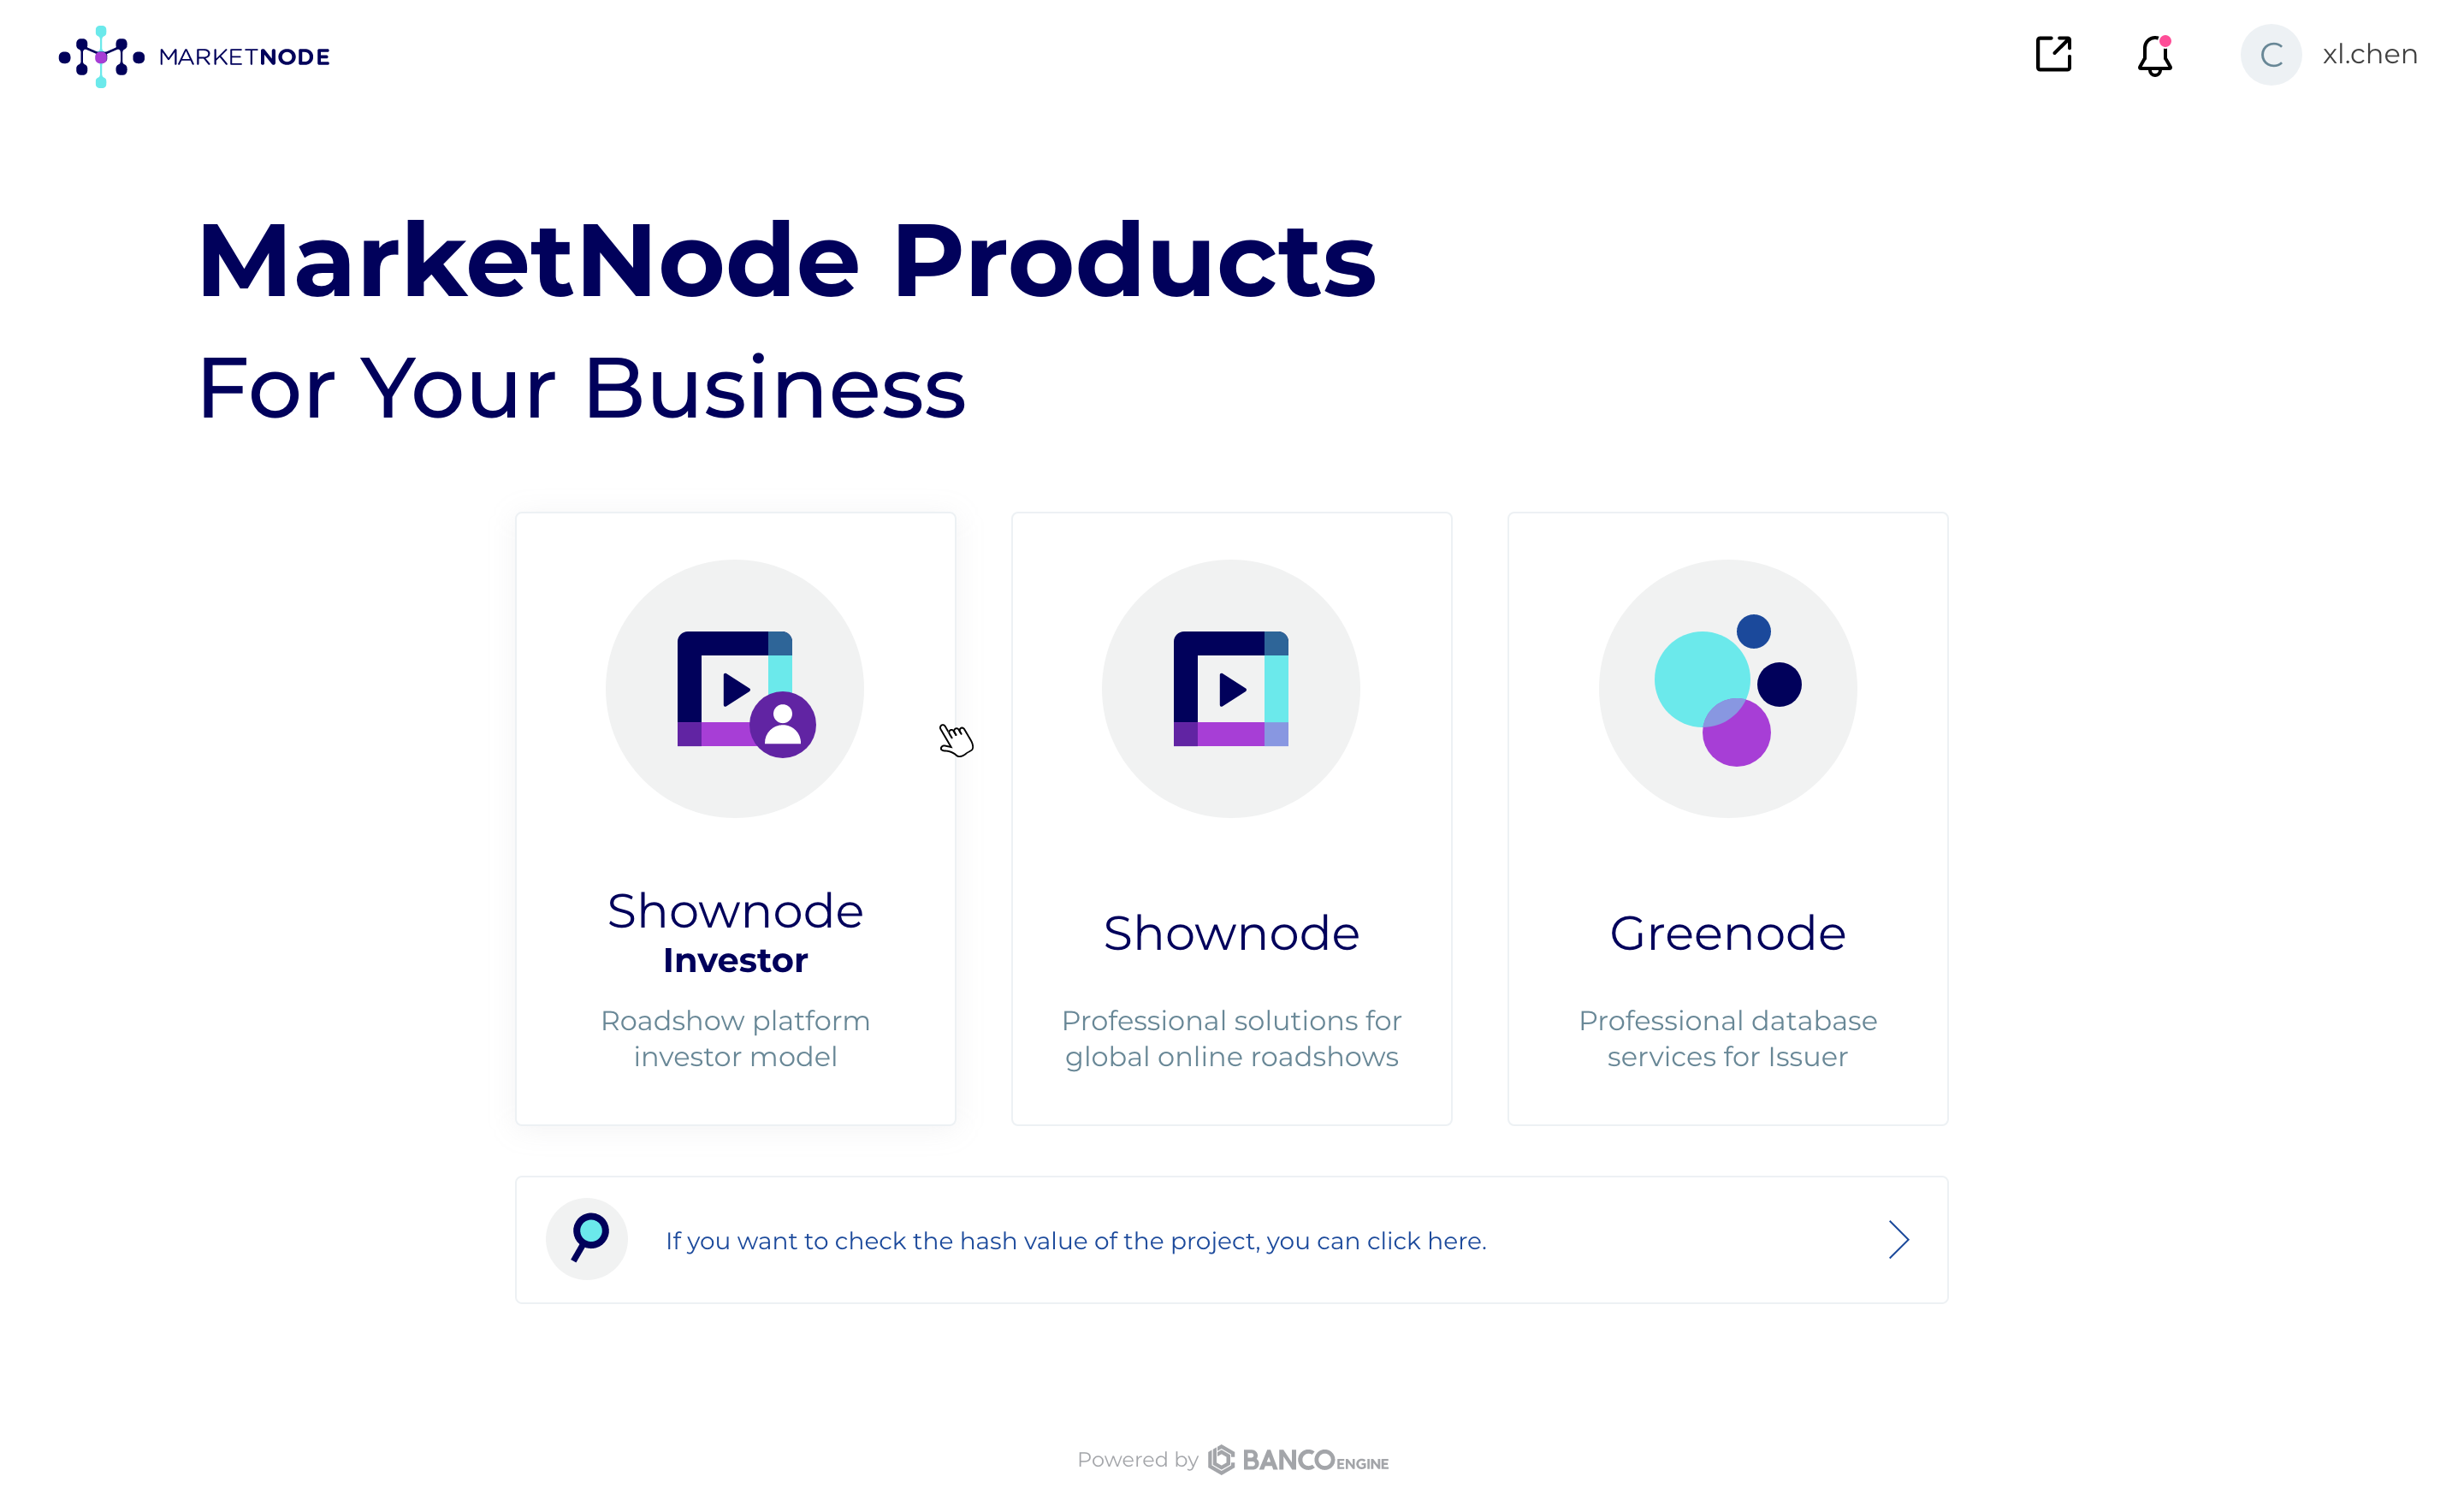 MARKETNODE
C
xl.chen
MarketNode Products
For Your Business
Shownode
Investor
Roadshow platform
investor model
Shownode
Professional solutions for
global online roadshows
Greenode
Professional database
services for Issuer
If you want to check the hash value of the project, you can click here.
Powered by BANCO ENGINE